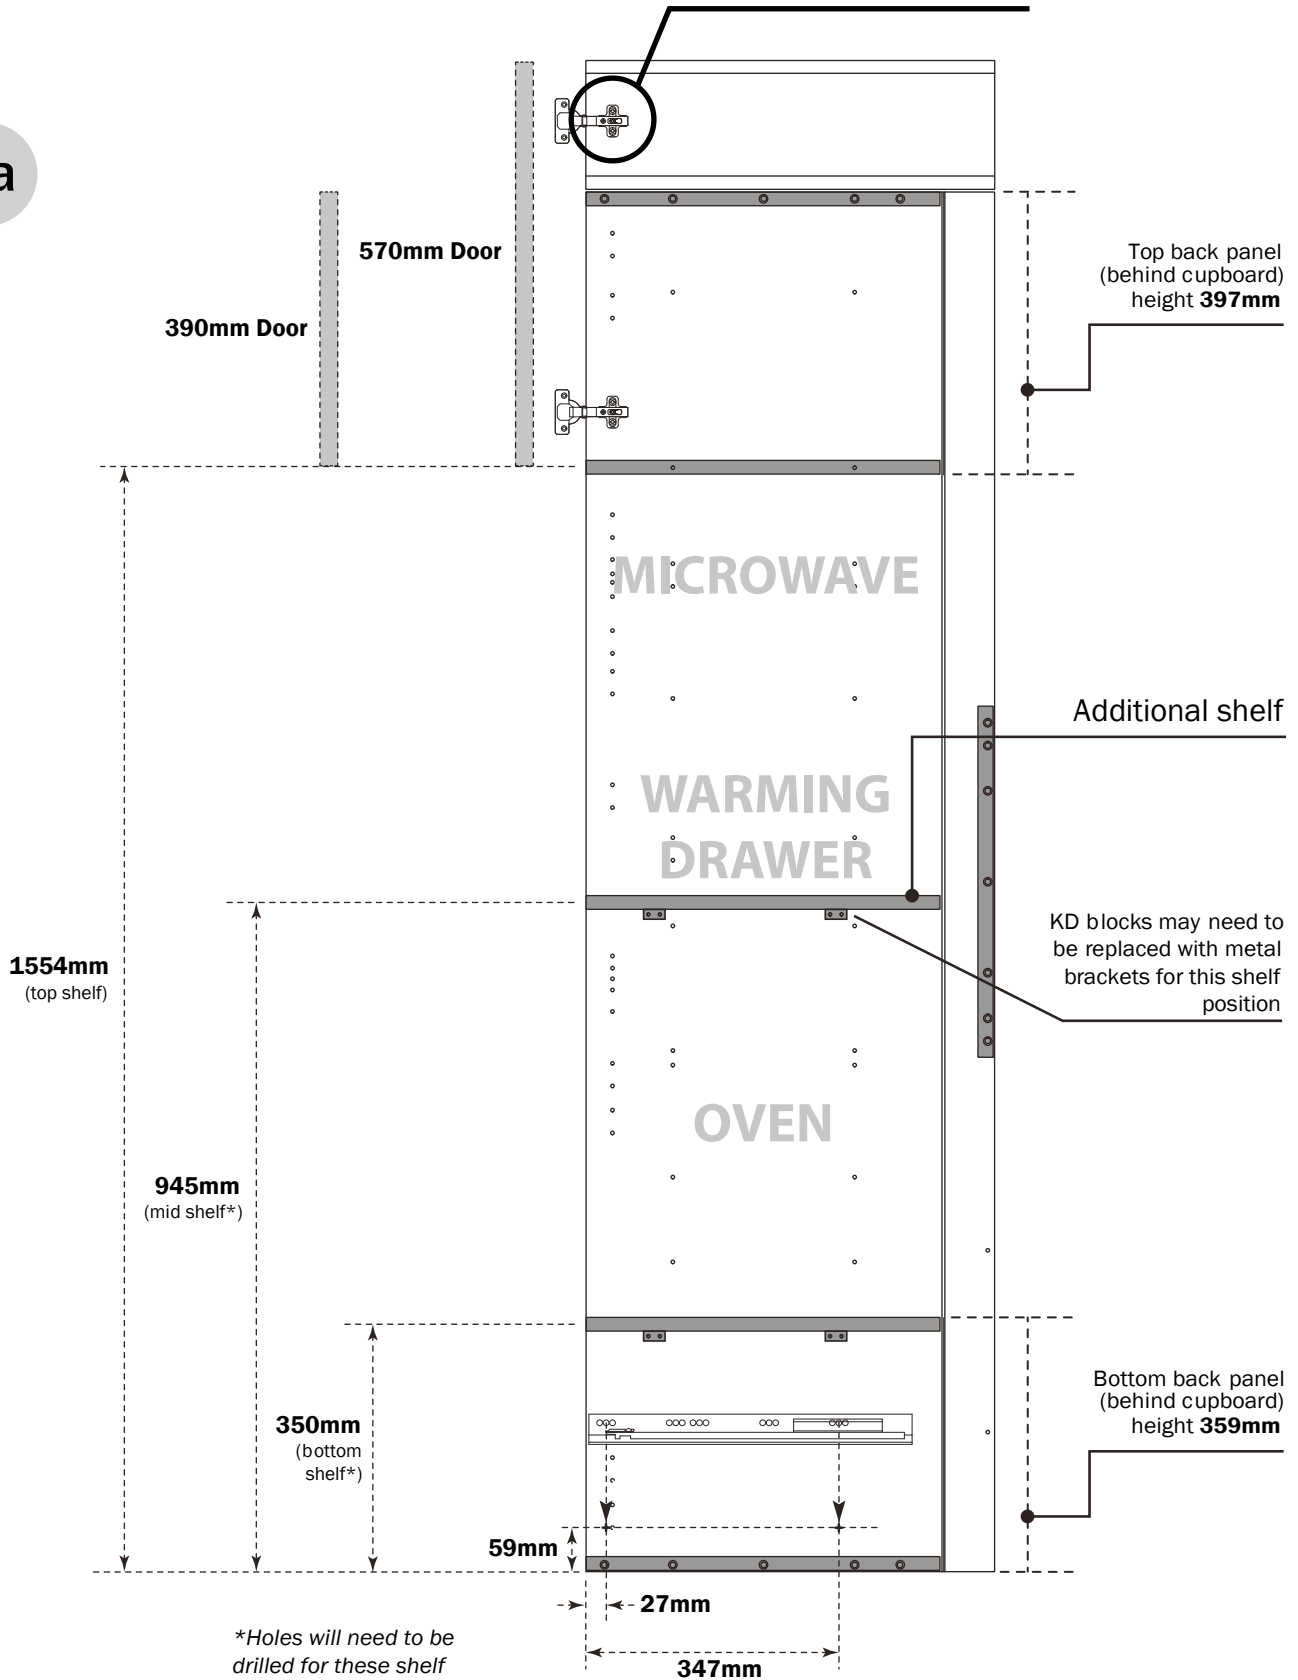 a
570mm Door
390mm Door
Top back panel
(behind cupboard)
height 397mm
MICROWAVE
Additional shelf
WARMING
DRAWER
KD blocks may need to
be replaced with metal
brackets for this shelf
position
1554mm
(top shelf)
OVEN
945mm
(mid shelf*)
350mm
(bottom
shelf*)
Bottom back panel
(behind cupboard)
height 359mm
59mm
27mm
347mm
*Holes will need to be
drilled for these shelf